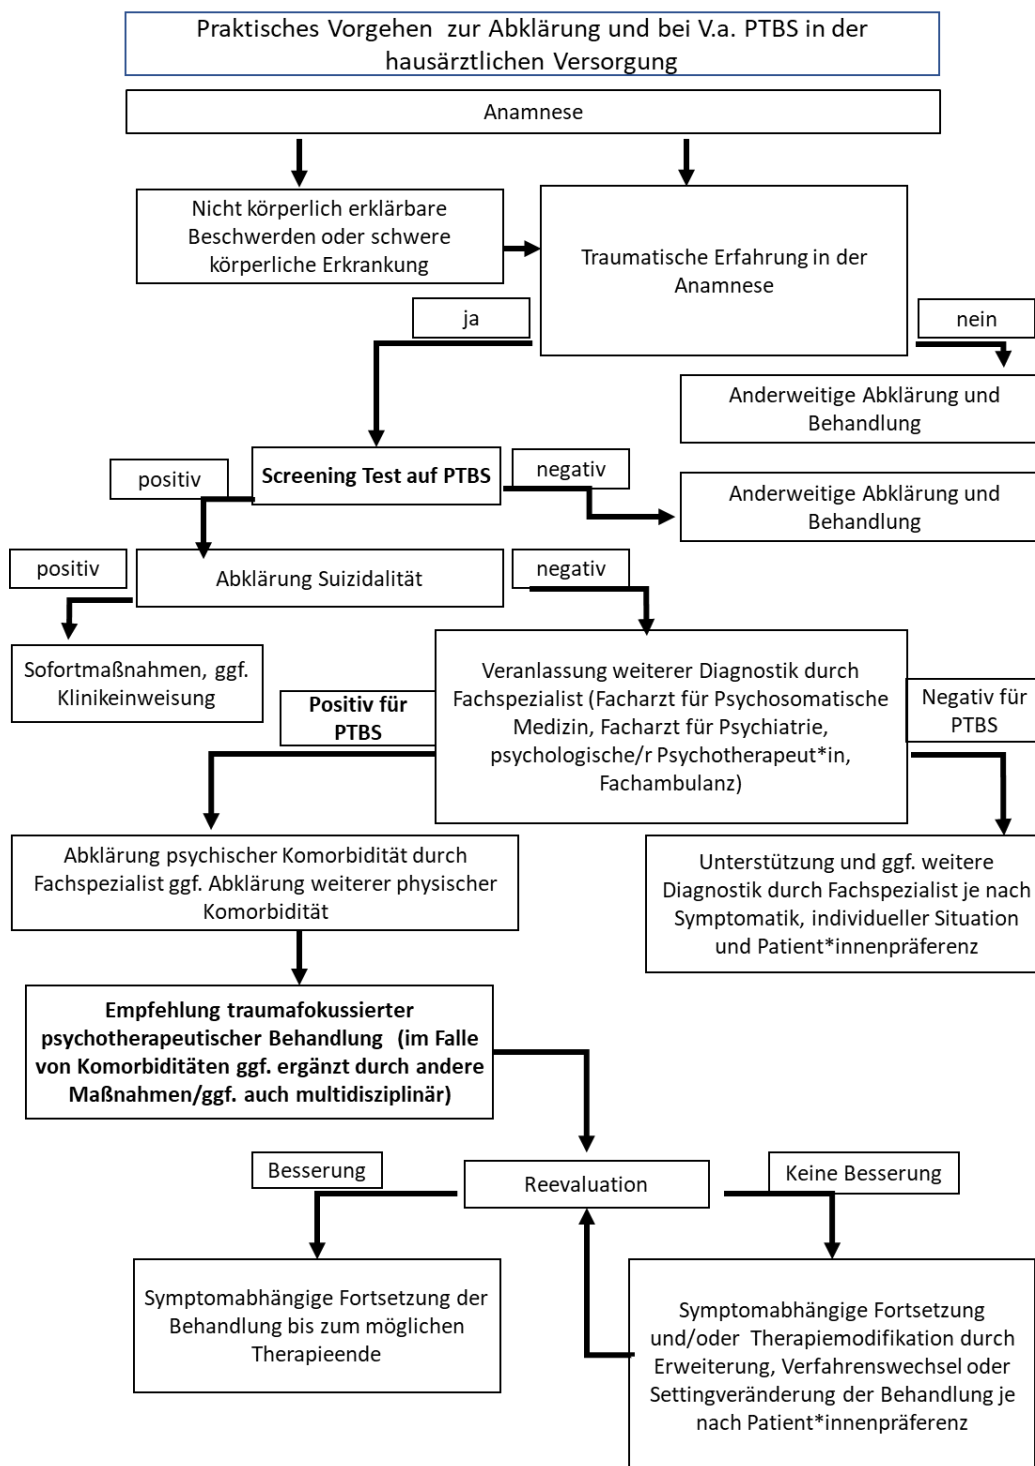 Praktisches Vorgehen zur Abklärung und bei V.a. PTBS in der
hausärztlichen Versorgung
Anamnese
Nicht körperlich erklärbare
Beschwerden oder schwere
körperliche Erkrankung
Traumatische Erfahrung in der
Anamnese
ja
nein
Anderweitige Abklärung und
Behandlung
positiv
Screening Test auf PTBS
negativ
Anderweitige Abklärung und
Behandlung
positiv
Abklärung Suizidalität
negativ
Sofortmaßnahmen, ggf.
Klinikeinweisung
Veranlassung weiterer Diagnostik durch
Fachspezialist (Facharzt für Psychosomatische
Medizin, Facharzt für Psychiatrie,
psychologische/r Psychotherapeut*in,
Fachambulanz)
Positiv für
PTBS
Negativ für
PTBS
Abklärung psychischer Komorbidität durch
Fachspezialist ggf. Abklärung weiterer physischer
Komorbidität
Unterstützung und ggf. weitere
Diagnostik durch Fachspezialist je nach
Symptomatik, individueller Situation
und Patient*innenpräferenz
Empfehlung traumafokussierter
psychotherapeutischer Behandlung (im Falle
von Komorbiditäten ggf. ergänzt durch andere
Maßnahmen/ggf. auch multidisziplinär)
Besserung
Reevaluation
Keine Besserung
Symptomabhängige Fortsetzung der
Behandlung bis zum möglichen
Therapieende
Symptomabhängige Fortsetzung
und/oder Therapiemodifikation durch
Erweiterung, Verfahrenswechsel oder
Settingveränderung der Behandlung je
nach Patient*innenpräferenz